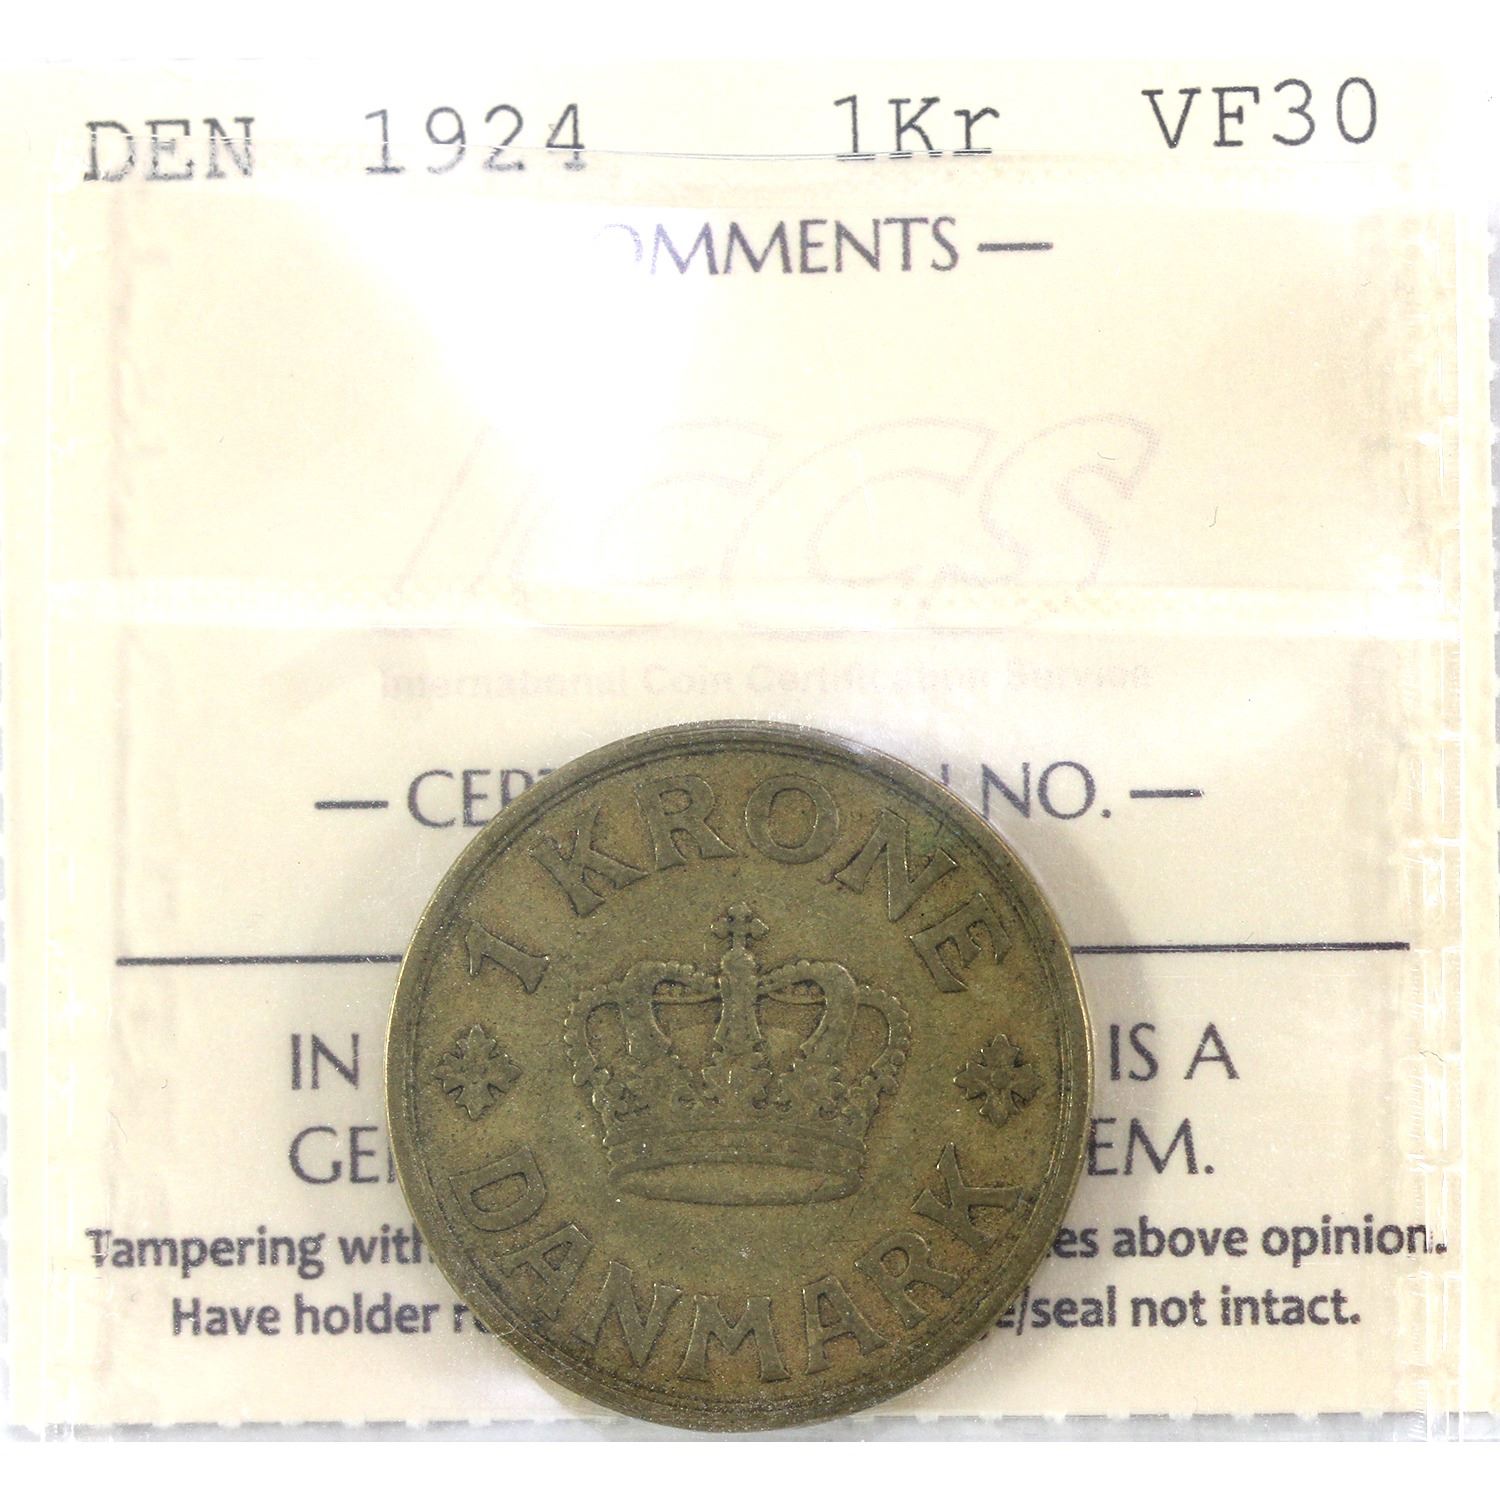 DEN 1924 1Kr VF30
OMMENTS —
ICCS
International Coin Certification Service
— CERT NO. —
IN IS A
GE EM.
Tampering with es above opinion.
Have holder r e/seal not intact.
1 KRONE
DANMARK